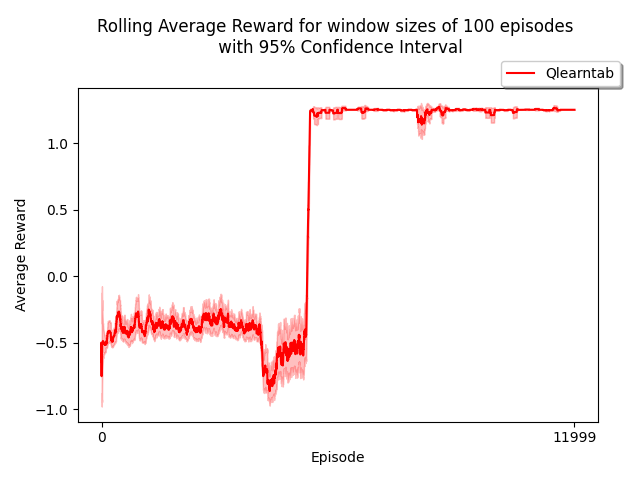 Rolling Average Reward for window sizes of 100 episodes
with 95% Confidence Interval
Qlearntab
1.0
0.5
0.0
−0.5
−1.0
Average Reward
0
11999
Episode